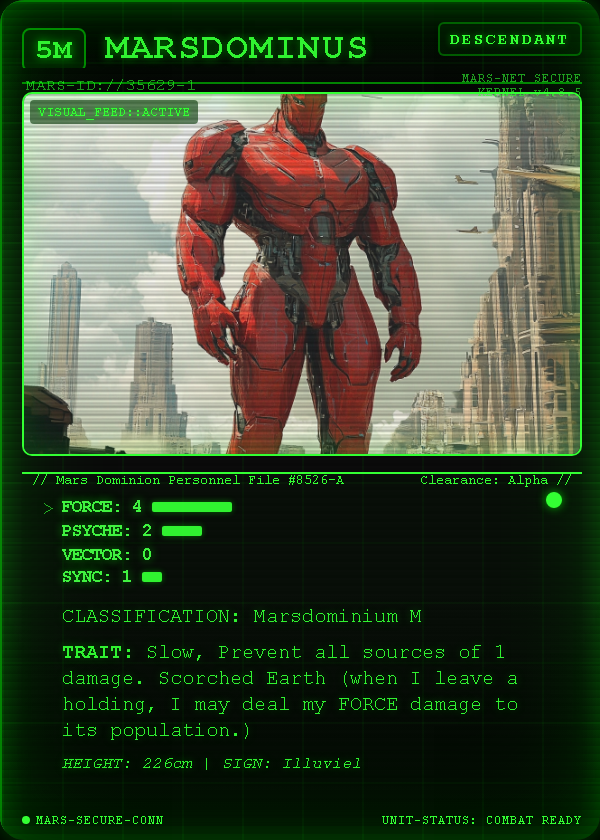 5M MARSDOMINUS DESCENDANT
MARS-ID://35629-1 MARS-NET SECURE
KERNEL v4.8.5
VISUAL_FEED::ACTIVE
// Mars Dominion Personnel File #8526-A Clearance: Alpha //
> FORCE: 4
PSYCHE: 2
VECTOR: 0
SYNC: 1
CLASSIFICATION: Marsdominium M
TRAIT: Slow, Prevent all sources of 1
damage. Scorched Earth (when I leave a
holding, I may deal my FORCE damage to
its population.)
HEIGHT: 226cm | SIGN: Illuviel
MARS-SECURE-CONN UNIT-STATUS: COMBAT READY